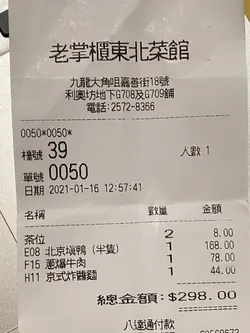 老掌櫃東北菜館
九龍大角咀嘉善街18號
利奧坊地下G708及G709舖
電話:2572-8366
0050*0050*
檯號 39 人數 1
單號 0050
日期 2021-01-16 12:57:41
名稱 數量 金額
茶位 2 8.00
E08 北京塡鴨 (半隻) 1 168.00
F15 蔥爆牛肉 1 78.00
H11 京式炸醬麵 1 44.00
總金額: $298.00
八達通付款